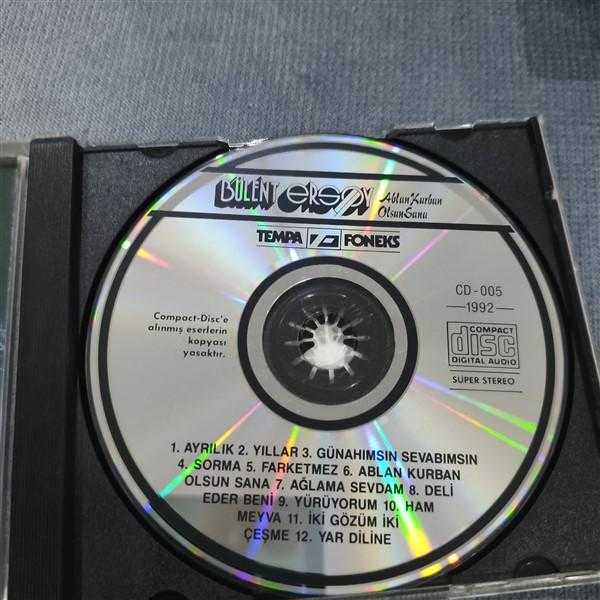 BÜLENT ERSOY Ablan Kurban
Olsun Sana
TEMPA FONEKS
CD - 005
1992
Compact-Disc'e
alınmış eserlerin
kopyası
yasaktır.
COMPACT
disc
DIGITAL AUDIO
SÜPER STEREO
1. AYRILIK 2. YILLAR 3. GÜNAHIMSIN SEVABIMSIN
4. SORMA 5. FARKETMEZ 6. ABLAN KURBAN
OLSUN SANA 7. AĞLAMA SEVDAM 8. DELİ
EDER BENİ 9. YÜRÜYORUM 10. HAM
MEYVA 11. İKİ GÖZÜM İKİ
ÇEŞME 12. YAR DİLİNE